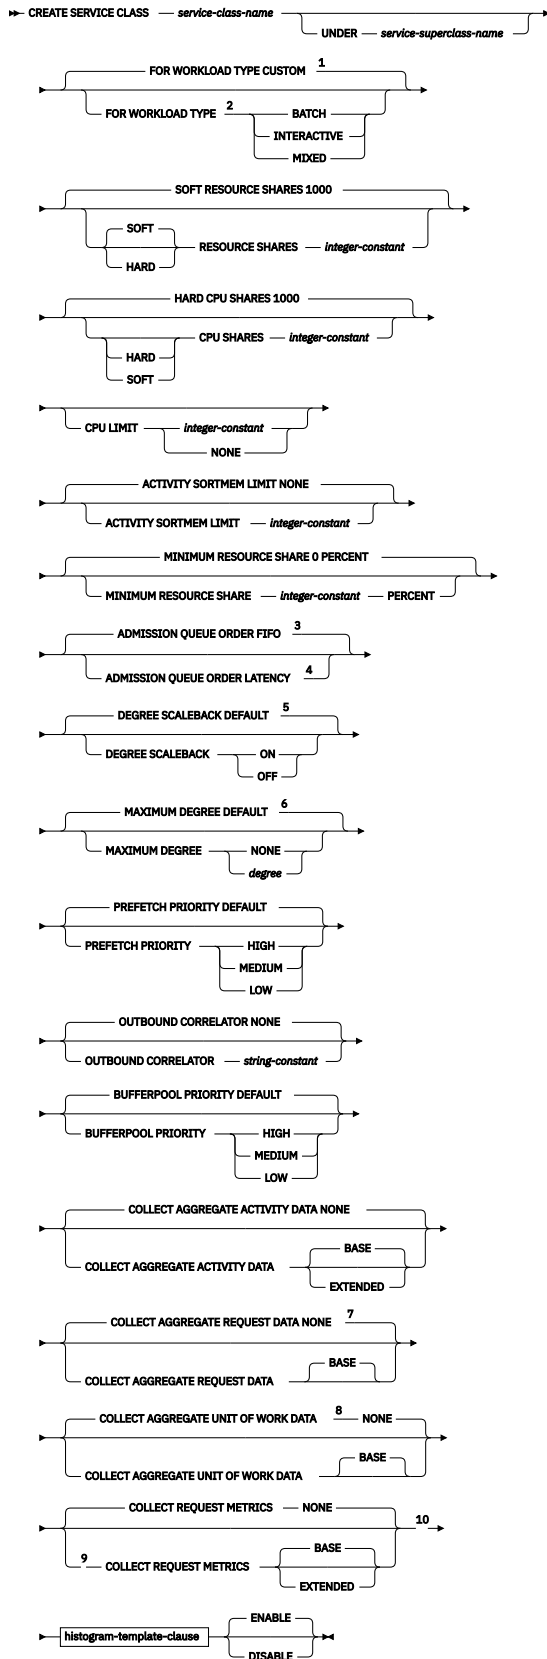 CREATE SERVICE CLASS service-class-name
UNDER service-superclass-name
FOR WORKLOAD TYPE CUSTOM 1
FOR WORKLOAD TYPE 2 BATCH
INTERACTIVE
MIXED
SOFT RESOURCE SHARES 1000
SOFT
RESOURCE SHARES integer-constant
HARD
HARD CPU SHARES 1000
CPU SHARES integer-constant
HARD
SOFT
CPU LIMIT integer-constant
NONE
ACTIVITY SORTMEM LIMIT NONE
ACTIVITY SORTMEM LIMIT integer-constant
MINIMUM RESOURCE SHARE 0 PERCENT
MINIMUM RESOURCE SHARE integer-constant PERCENT
ADMISSION QUEUE ORDER FIFO 3
ADMISSION QUEUE ORDER LATENCY 4
DEGREE SCALEBACK DEFAULT 5
DEGREE SCALEBACK ON
OFF
MAXIMUM DEGREE DEFAULT 6
MAXIMUM DEGREE NONE
degree
PREFETCH PRIORITY DEFAULT
PREFETCH PRIORITY HIGH
MEDIUM
LOW
OUTBOUND CORRELATOR NONE
OUTBOUND CORRELATOR string-constant
BUFFERPOOL PRIORITY DEFAULT
BUFFERPOOL PRIORITY HIGH
MEDIUM
LOW
COLLECT AGGREGATE ACTIVITY DATA NONE
BASE
COLLECT AGGREGATE ACTIVITY DATA
EXTENDED
COLLECT AGGREGATE REQUEST DATA NONE 7
BASE
COLLECT AGGREGATE REQUEST DATA
COLLECT AGGREGATE UNIT OF WORK DATA 8 NONE
BASE
COLLECT AGGREGATE UNIT OF WORK DATA
COLLECT REQUEST METRICS NONE
10
BASE
9 COLLECT REQUEST METRICS
EXTENDED
ENABLE
histogram-template-clause
DISABLE